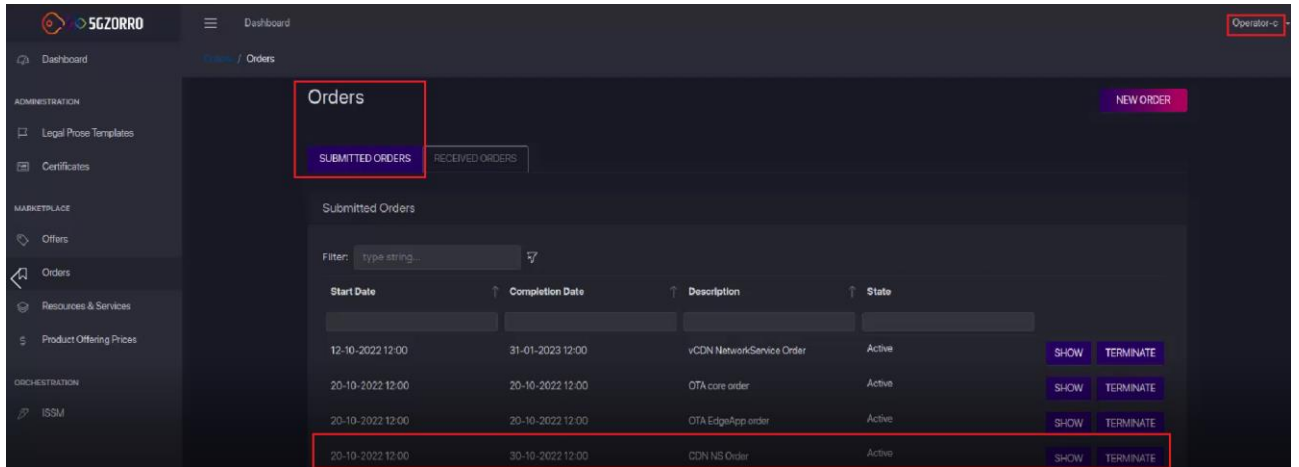 5GZORRO
Dashboard
Operator-c
Dashboard
/ Orders
ADMINISTRATION
Orders
NEW ORDER
Legal Prose Templates
SUBMITTED ORDERS
RECEIVED ORDERS
Certificates
MARKETPLACE
Submitted Orders
Offers
Filter:
type string...
Orders
Start Date
Completion Date
Description
State
Resources & Services
Product Offering Prices
12-10-2022 12:00
31-01-2023 12:00
vCDN NetworkService Order
Active
SHOW
TERMINATE
ORCHESTRATION
20-10-2022 12:00
20-10-2022 12:00
OTA core order
Active
SHOW
TERMINATE
ISSM
20-10-2022 12:00
20-10-2022 12:00
OTA EdgeApp order
Active
SHOW
TERMINATE
20-10-2022 12:00
30-10-2022 12:00
CDN NS Order
Active
SHOW
TERMINATE